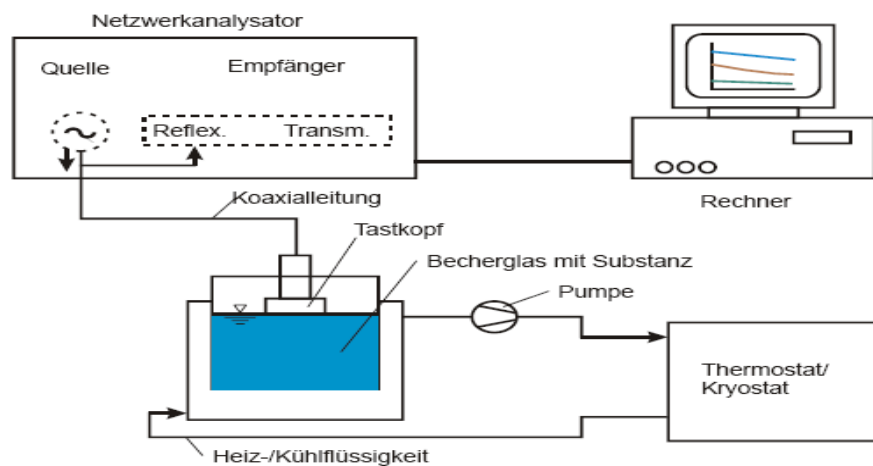 Netzwerkanalysator
Quelle
Empfänger
Reflex.
Transm.
Rechner
Koaxialleitung
Tastkopf
Becherglas mit Substanz
Pumpe
Thermostat/
Kryostat
Heiz-/Kühlflüssigkeit